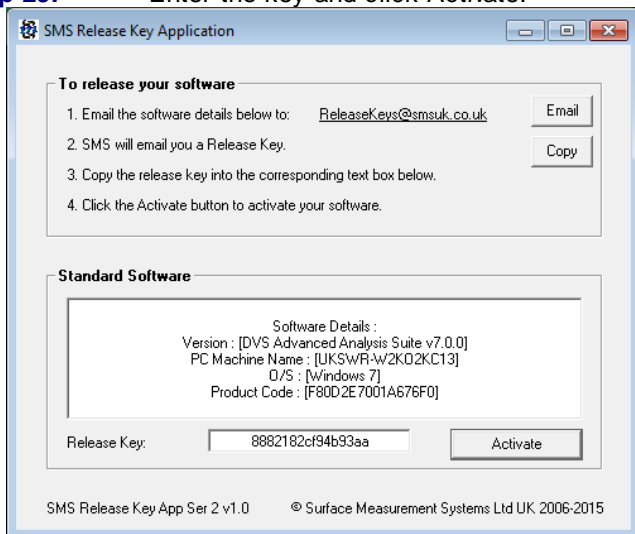 Enter the key and click Activate.
SMS Release Key Application
To release your software
1. Email the software details below to: ReleaseKeys@smsuk.co.uk Email
2. SMS will email you a Release Key.
Copy
3. Copy the release key into the corresponding text box below.
4. Click the Activate button to activate your software.
Standard Software
Software Details :
Version : [DVS Advanced Analysis Suite v7.0.0]
PC Machine Name : [UKSWR-W2KO2KC13]
O/S : [Windows 7]
Product Code : [F80D2E7001A676F0]
Release Key: 8882182cf94b93aa Activate
SMS Release Key App Ser 2 v1.0 © Surface Measurement Systems Ltd UK 2006-2015